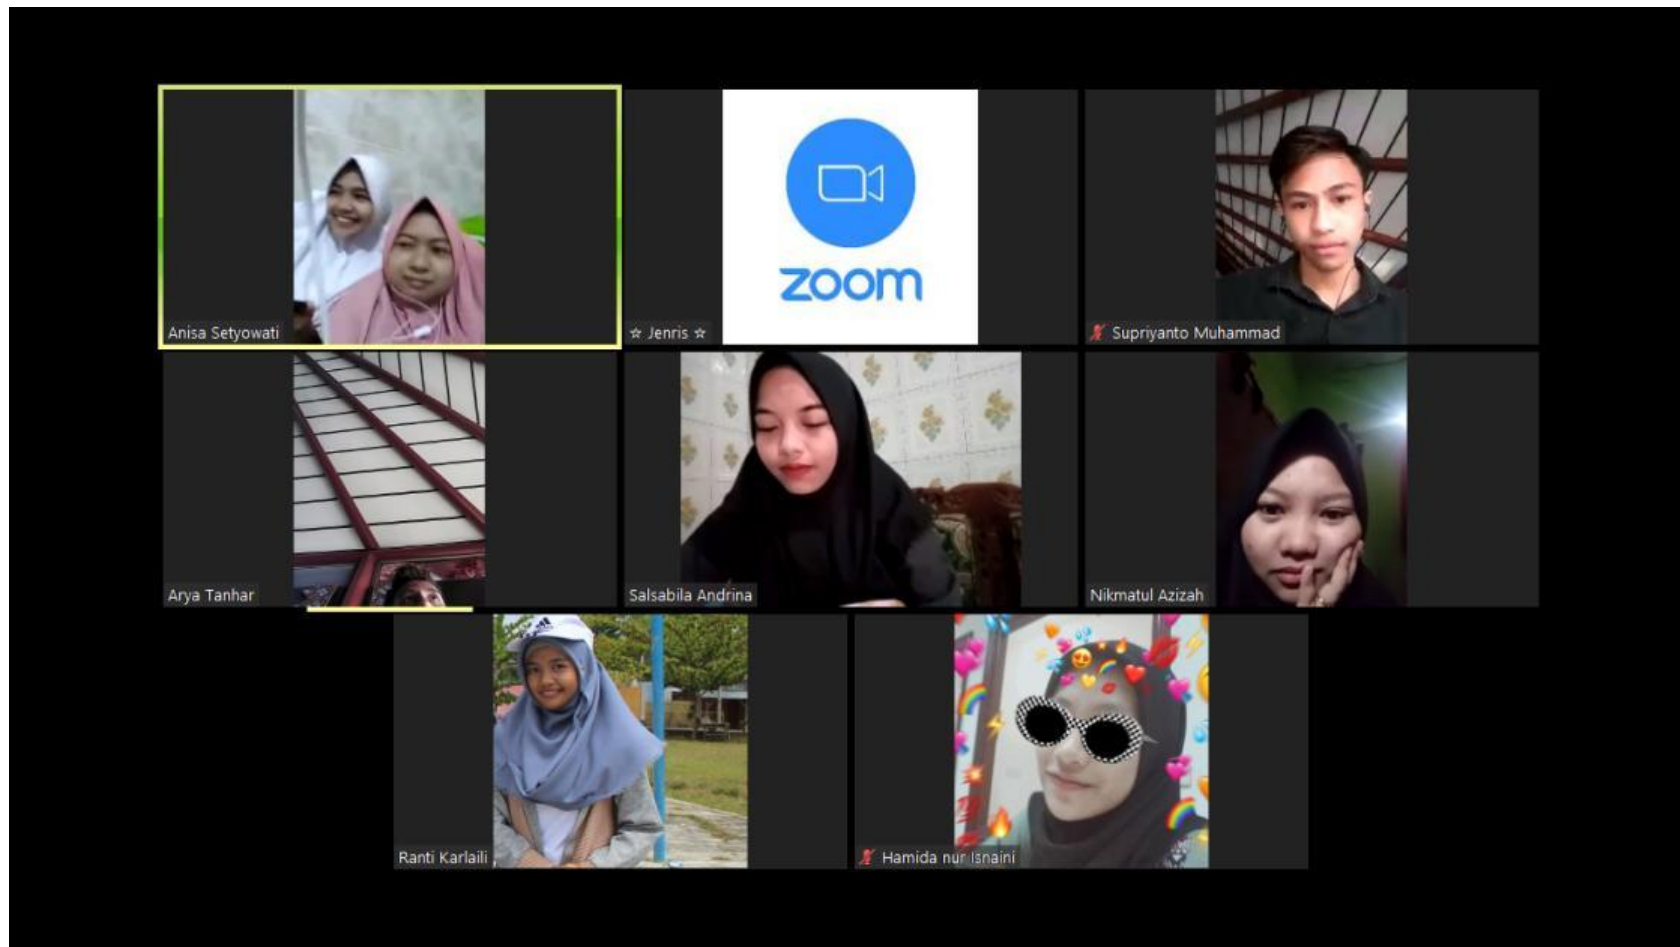 Anisa Setyowati
zoom
☆ Jenris ☆
Supriyanto Muhammad
Arya Tanhar
Salsabila Andrina
Nikmatul Azizah
Ranti Karlaili
Hamida nur Isnaini